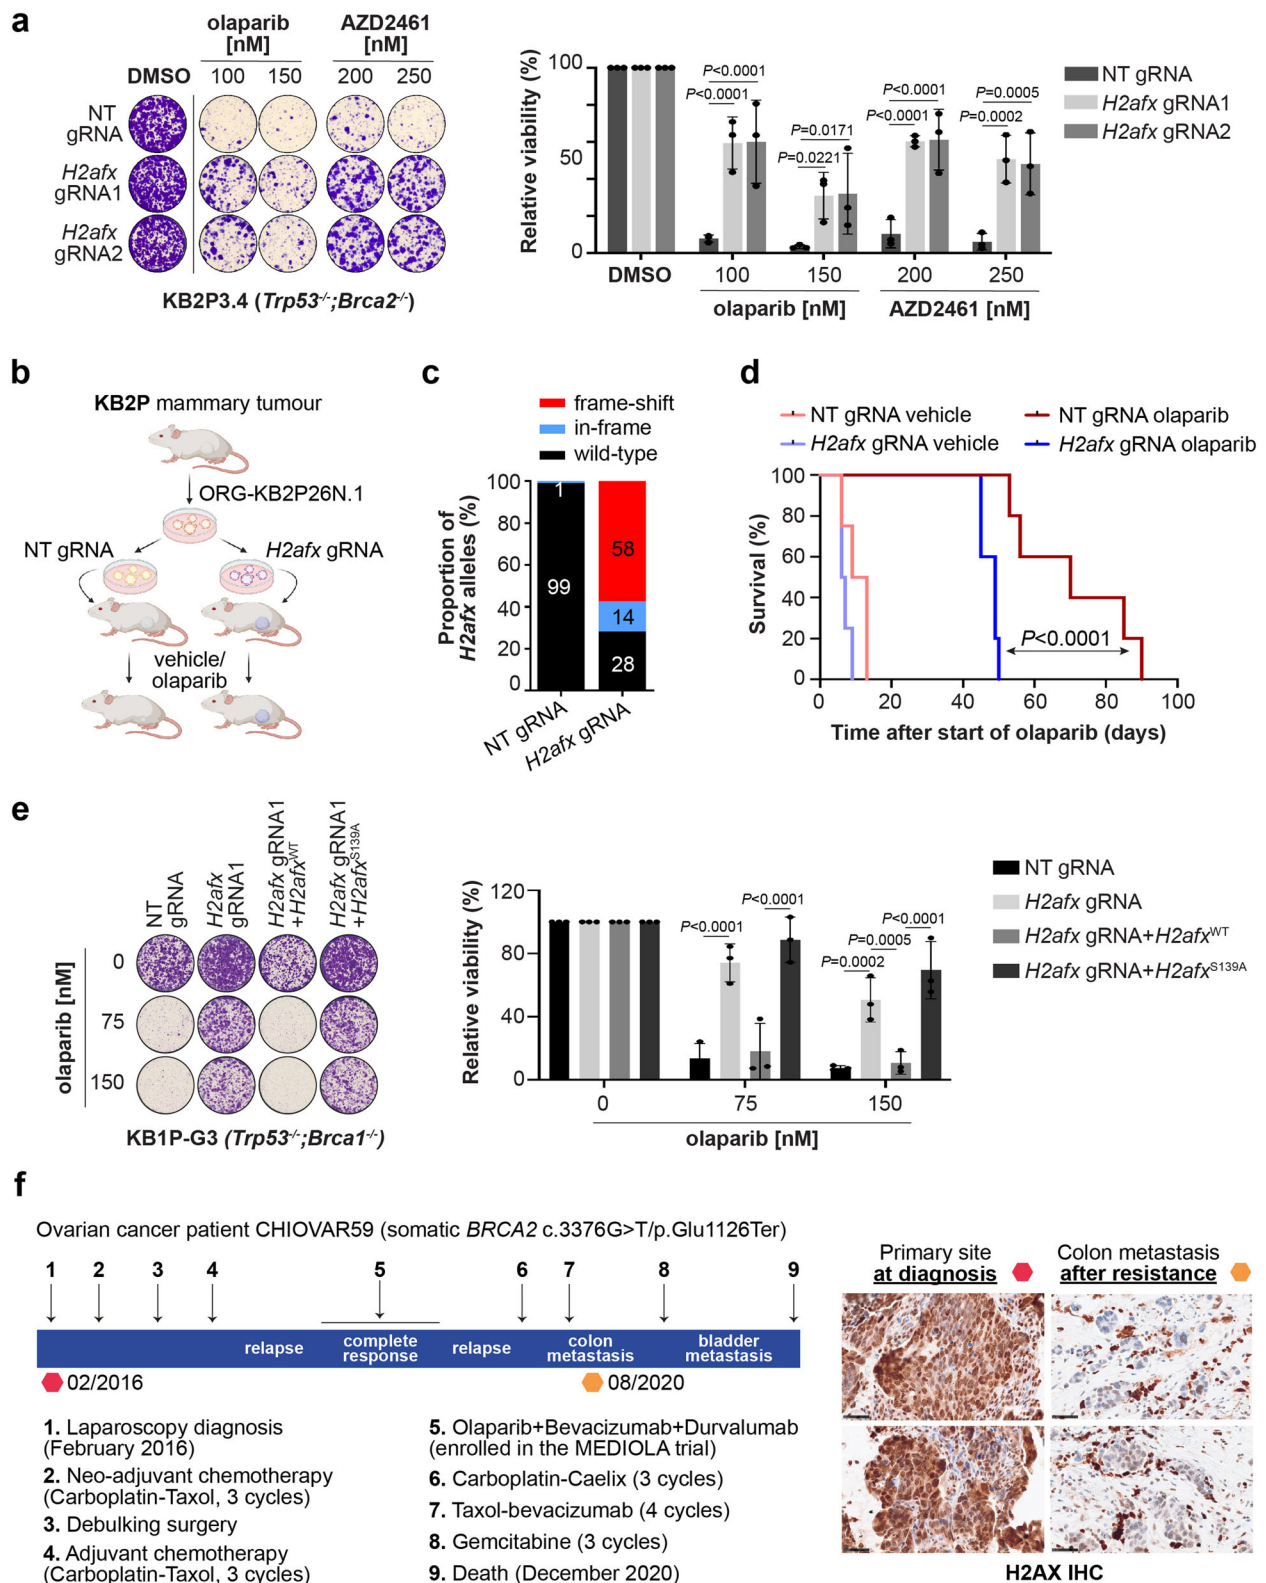 a
olaparib [nM]
AZD2461 [nM]
DMSO 100 150 200 250
NT gRNA
H2afx gRNA1
H2afx gRNA2
KB2P3.4 (Trp53-/-;Brca2-/-)
Relative viability (%)
100
50
0
P<0.0001
P<0.0001
P=0.0171
P=0.0221
P<0.0001
P<0.0001
P=0.0005
P=0.0002
DMSO 100 150 200 250
olaparib [nM] AZD2461 [nM]
NT gRNA
H2afx gRNA1
H2afx gRNA2
b
KB2P mammary tumour
ORG-KB2P26N.1
NT gRNA H2afx gRNA
vehicle/
olaparib
c
frame-shift
in-frame
wild-type
Proportion of
H2afx alleles (%)
100
80
60
40
20
0
1
99
58
14
28
NT gRNA
H2afx gRNA
d
NT gRNA vehicle
H2afx gRNA vehicle
NT gRNA olaparib
H2afx gRNA olaparib
Survival (%)
100
80
60
40
20
0
P<0.0001
0 20 40 60 80 100
Time after start of olaparib (days)
e
NT gRNA
H2afx gRNA1
H2afx gRNA1 +H2afxWT
H2afx gRNA1 +H2afxS139A
olaparib [nM]
0
75
150
KB1P-G3 (Trp53-/-;Brca1-/-)
Relative viability (%)
120
80
40
0
P<0.0001
P<0.0001
P<0.0001
P=0.0005
P=0.0002
0 75 150
olaparib [nM]
NT gRNA
H2afx gRNA
H2afx gRNA+H2afxWT
H2afx gRNA+H2afxS139A
f
Ovarian cancer patient CHIOVAR59 (somatic BRCA2 c.3376G>T/p.Glu1126Ter)
1 2 3 4 5 6 7 8 9
relapse
complete response
relapse
colon metastasis
bladder metastasis
02/2016
08/2020
1. Laparoscopy diagnosis
(February 2016)
2. Neo-adjuvant chemotherapy
(Carboplatin-Taxol, 3 cycles)
3. Debulking surgery
4. Adjuvant chemotherapy
(Carboplatin-Taxol, 3 cycles)
5. Olaparib+Bevacizumab+Durvalumab
(enrolled in the MEDIOLA trial)
6. Carboplatin-Caelix (3 cycles)
7. Taxol-bevacizumab (4 cycles)
8. Gemcitabine (3 cycles)
9. Death (December 2020)
Primary site
at diagnosis
Colon metastasis
after resistance
H2AX IHC